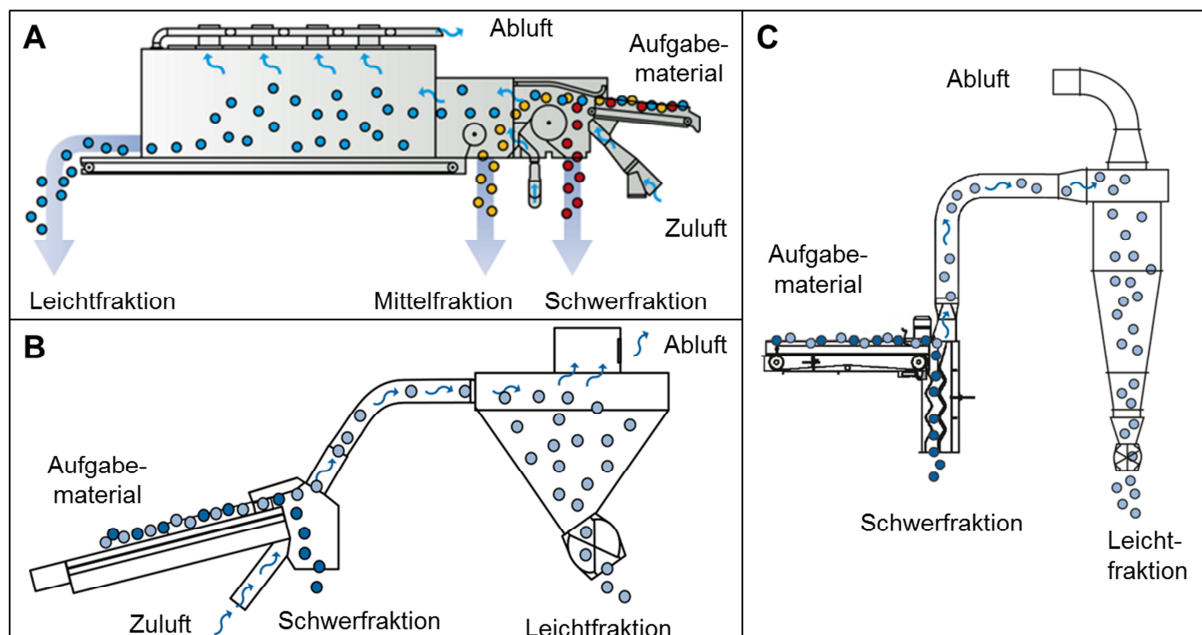 A
Abluft
Aufgabe-
material
Zuluft
Leichtfraktion
Mittelfraktion
Schwerfraktion
B
Abluft
Aufgabe-
material
Zuluft
Schwerfraktion
Leichtfraktion
C
Abluft
Aufgabe-
material
Schwerfraktion
Leicht-
fraktion